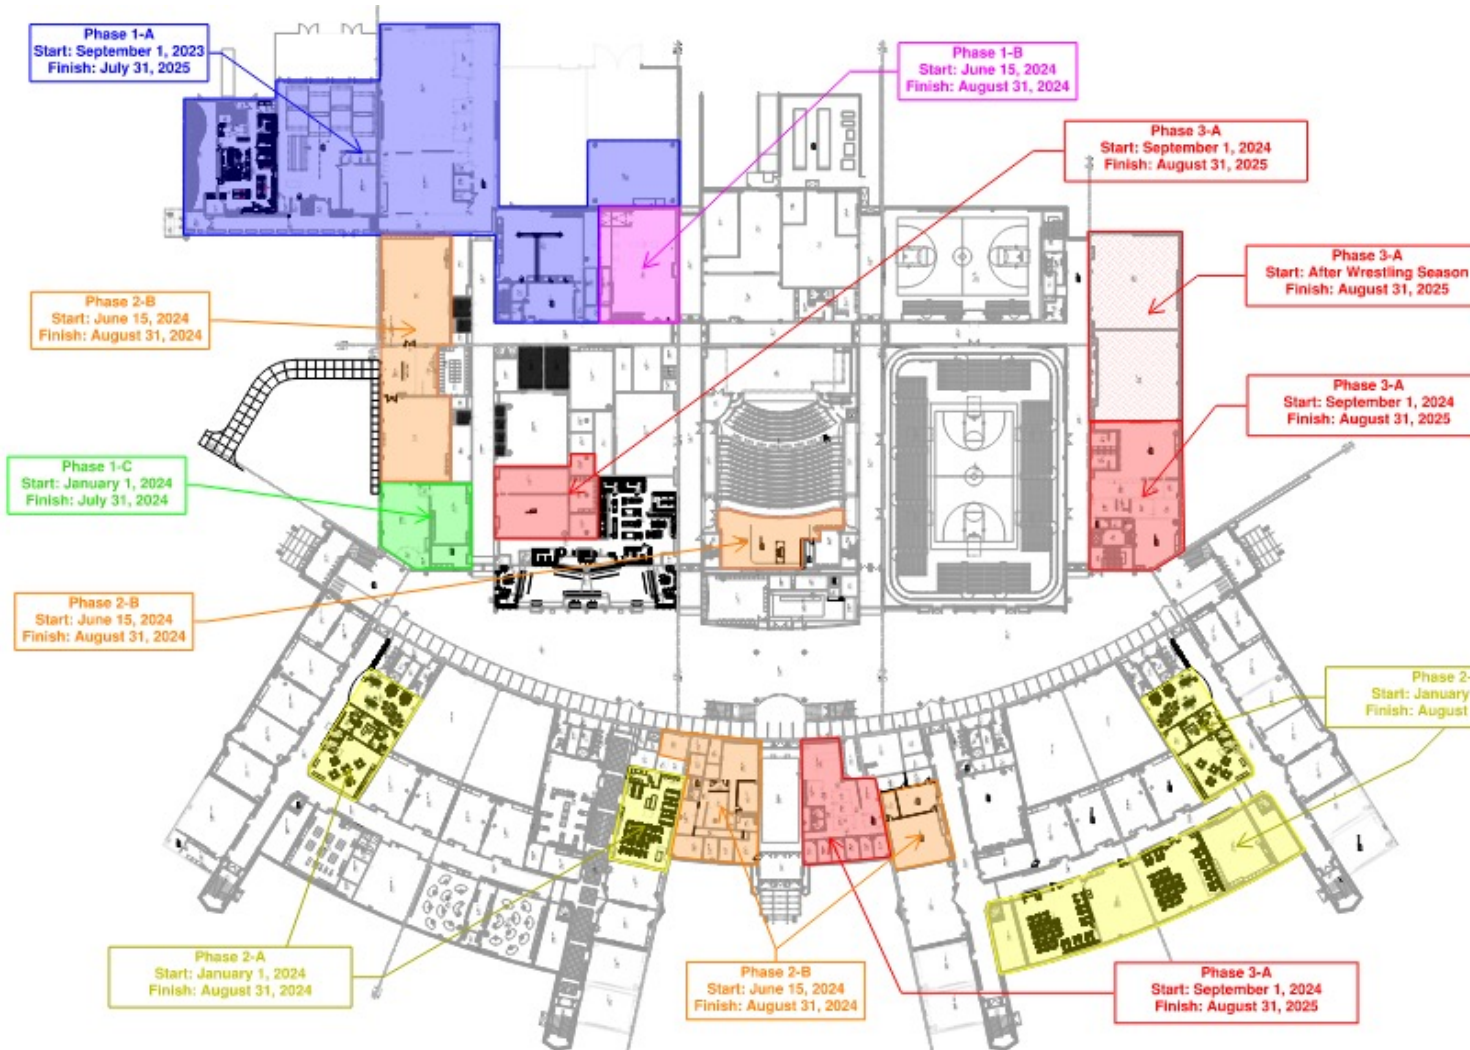 Phase 1-A
Start: September 1, 2023
Finish: July 31, 2025
Phase 1-B
Start: June 15, 2024
Finish: August 31, 2024
Phase 3-A
Start: September 1, 2024
Finish: August 31, 2025
Phase 3-A
Start: After Wrestling Season
Finish: August 31, 2025
Phase 2-B
Start: June 15, 2024
Finish: August 31, 2024
Phase 3-A
Start: September 1, 2024
Finish: August 31, 2025
Phase 1-C
Start: January 1, 2024
Finish: July 31, 2024
Phase 2-B
Start: June 15, 2024
Finish: August 31, 2024
Phase 2-
Start: January
Finish: August
Phase 2-A
Start: January 1, 2024
Finish: August 31, 2024
Phase 2-B
Start: June 15, 2024
Finish: August 31, 2024
Phase 3-A
Start: September 1, 2024
Finish: August 31, 2025